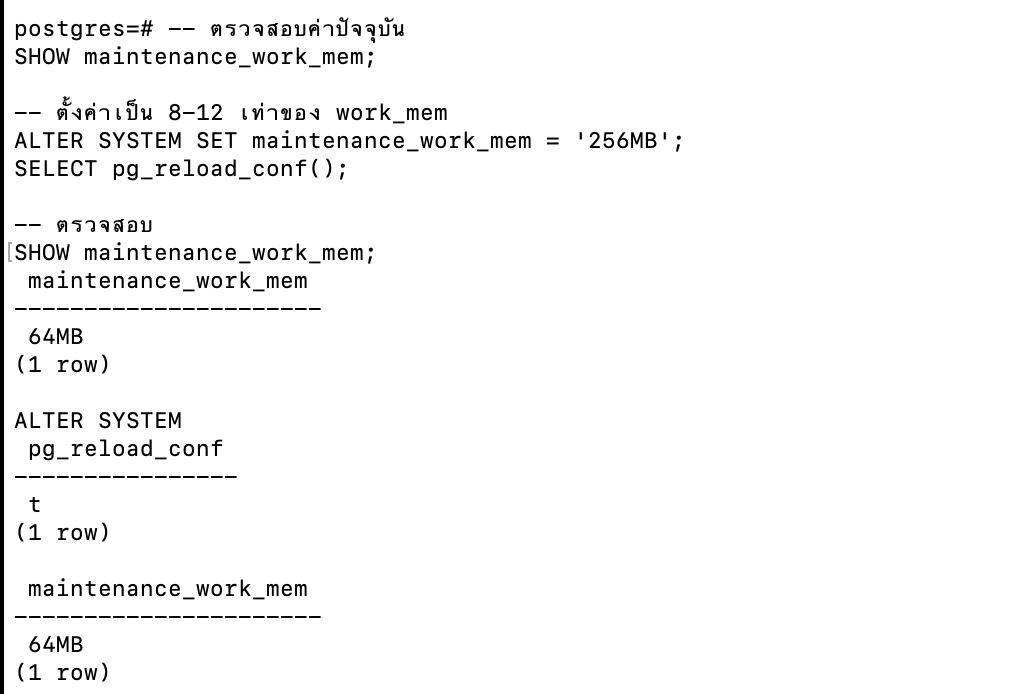 postgres=# -- ตรวจสอบค่าปัจจุบัน
SHOW maintenance_work_mem;
-- ตั้งค่าเป็น 8-12 เท่าของ work_mem
ALTER SYSTEM SET maintenance_work_mem = '256MB';
SELECT pg_reload_conf();
-- ตรวจสอบ
[SHOW maintenance_work_mem;
 maintenance_work_mem
----------------------
 64MB
(1 row)
ALTER SYSTEM
 pg_reload_conf
----------------
 t
(1 row)
 maintenance_work_mem
----------------------
 64MB
(1 row)